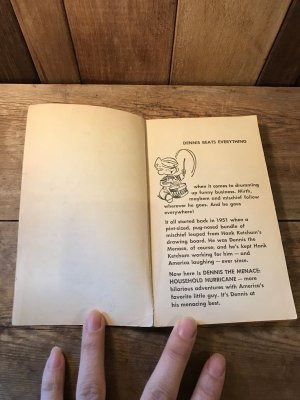 DENNIS BEATS EVERYTHING
when it comes to drumming
up funny business. Mirth,
mayhem and mischief follow
wherever he goes. And he goes
everywhere!
It all started back in 1951 when a
pint-sized, pug-nosed bundle of
mischief leaped from Hank Ketcham's
drawing board. He was Dennis the
Menace, of course, and he's kept Hank
Ketcham working for him — and
America laughing — ever since.
Now here is DENNIS THE MENACE:
HOUSEHOLD HURRICANE — more
hilarious adventures with America's
favorite little guy. It's Dennis at
his menacing best.